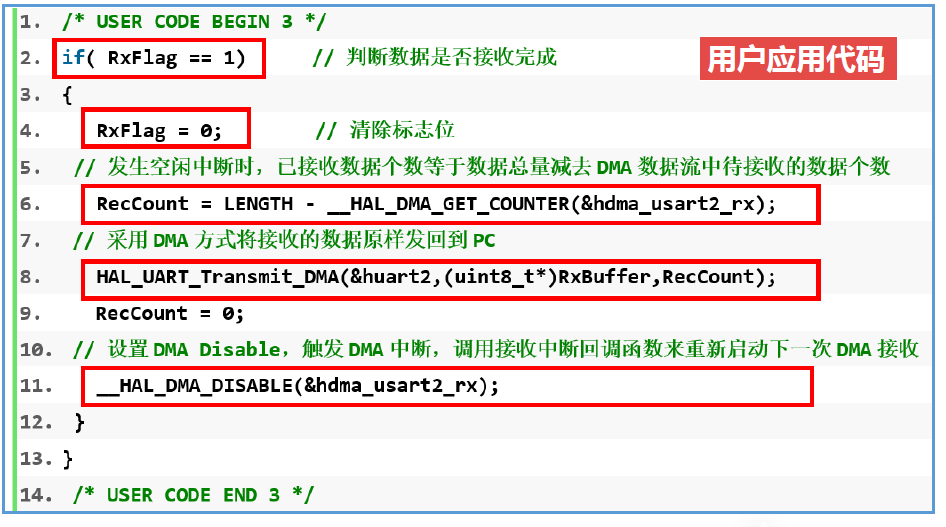 1. /* USER CODE BEGIN 3 */
2. if( RxFlag == 1) // 判断数据是否接收完成
用户应用代码
3. {
4. RxFlag = 0; // 清除标志位
5. // 发生空闲中断时，已接收数据个数等于数据总量减去 DMA 数据流中待接收的数据个数
6. RecCount = LENGTH - __HAL_DMA_GET_COUNTER(&hdma_usart2_rx);
7. // 采用 DMA 方式将接收的数据原样发回到 PC
8. HAL_UART_Transmit_DMA(&huart2,(uint8_t*)RxBuffer,RecCount);
9. RecCount = 0;
10. // 设置 DMA Disable，触发 DMA 中断，调用接收中断回调函数来重新启动下一次 DMA 接收
11. __HAL_DMA_DISABLE(&hdma_usart2_rx);
12. }
13. }
14. /* USER CODE END 3 */